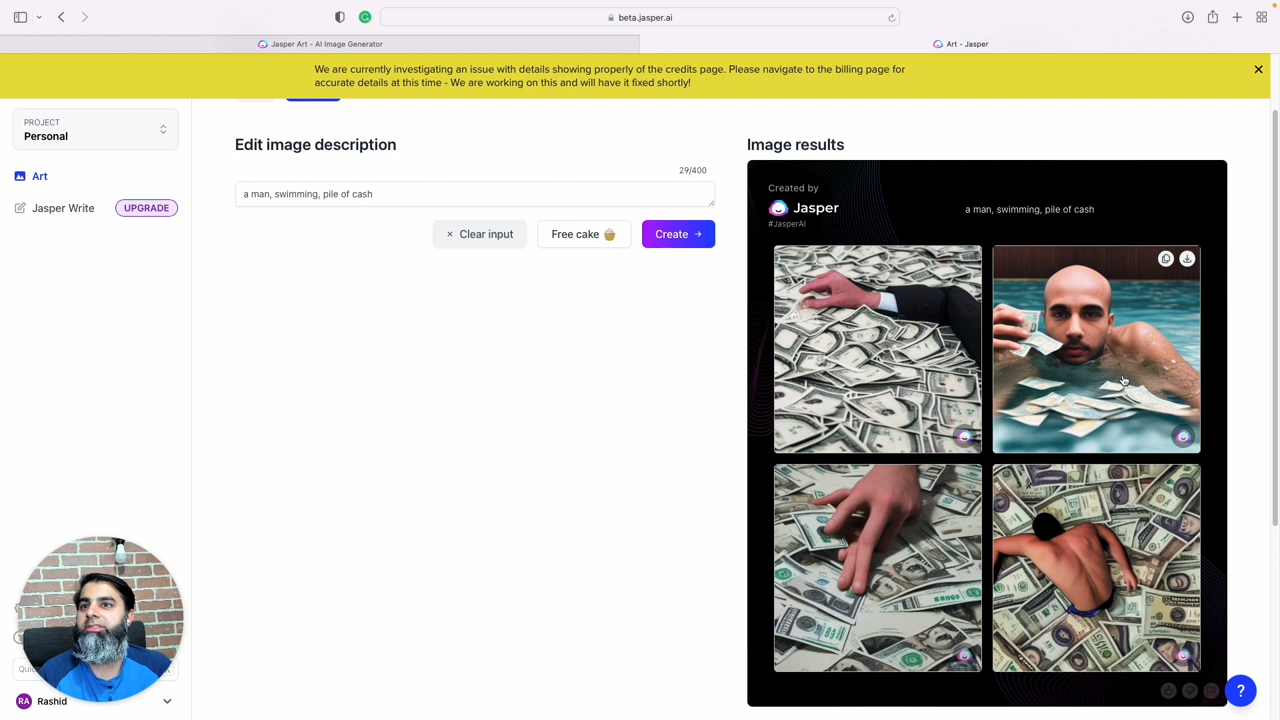 beta.jasper.ai
Jasper Art - AI Image Generator
Art - Jasper
We are currently investigating an issue with details showing properly of the credits page. Please navigate to the billing page for
accurate details at this time - We are working on this and will have it fixed shortly!
PROJECT
Personal
Art
Jasper Write
UPGRADE
RA
Rashid
Edit image description
29/400
a man, swimming, pile of cash
Clear input
Free cake 🧁
Create →
Image results
Created by
Jasper
#JasperAI
a man, swimming, pile of cash
?